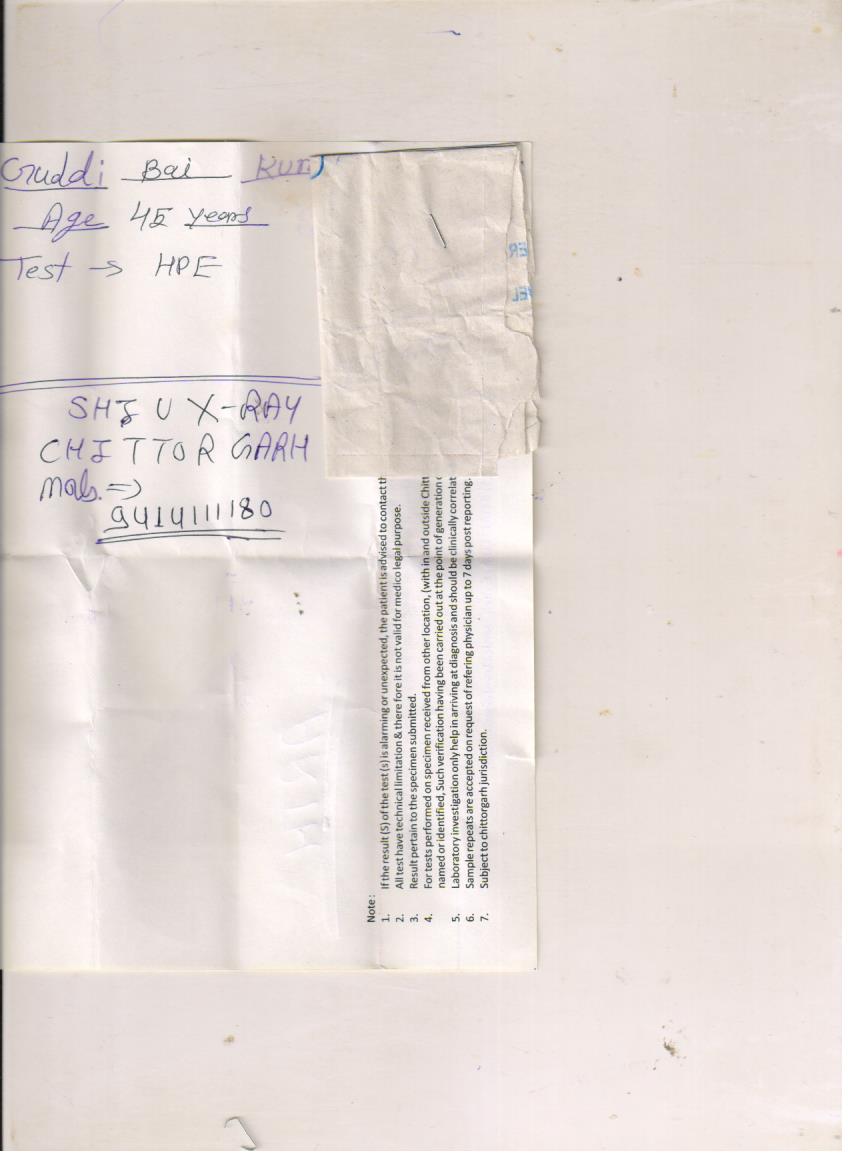 Guddi Bai
Age 45 years
Test → HPE
SHIV X-RAY
CHITTORGARH
Mob. ⇒
9414111180
Note :
1. If the result (S) of the test (s) is alarming or unexpected, the patient is advised to contact
2. All test have technical limitation & there fore it is not valid for medico legal purpose.
3. Result pertain to the specimen submitted.
4. For tests performed on specimen received from other location, (with in and outside
named or identified, Such verification having been carried out at the point of generation
5. Laboratory investigation only help in arriving at diagnosis and should be clinically
6. Sample repeats are accepted on request of refering physician up to 7 days post reporting.
7. Subject to chittorgarh jurisdiction.